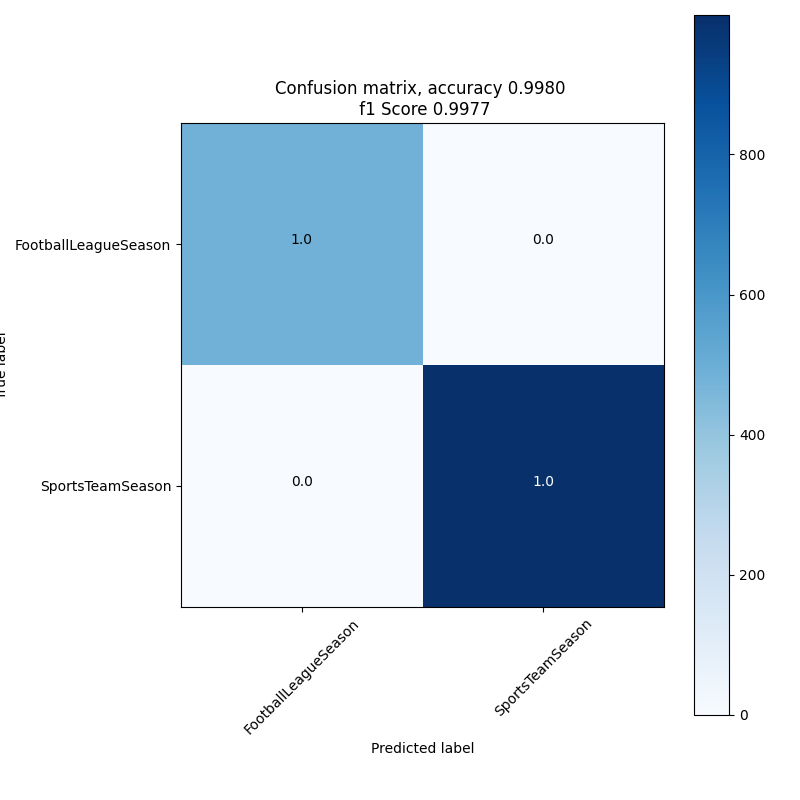 Confusion matrix, accuracy 0.9980
f1 Score 0.9977
FootballLeagueSeason
1.0
0.0
SportsTeamSeason
0.0
1.0
FootballLeagueSeason
SportsTeamSeason
Predicted label
label
800
600
400
200
0